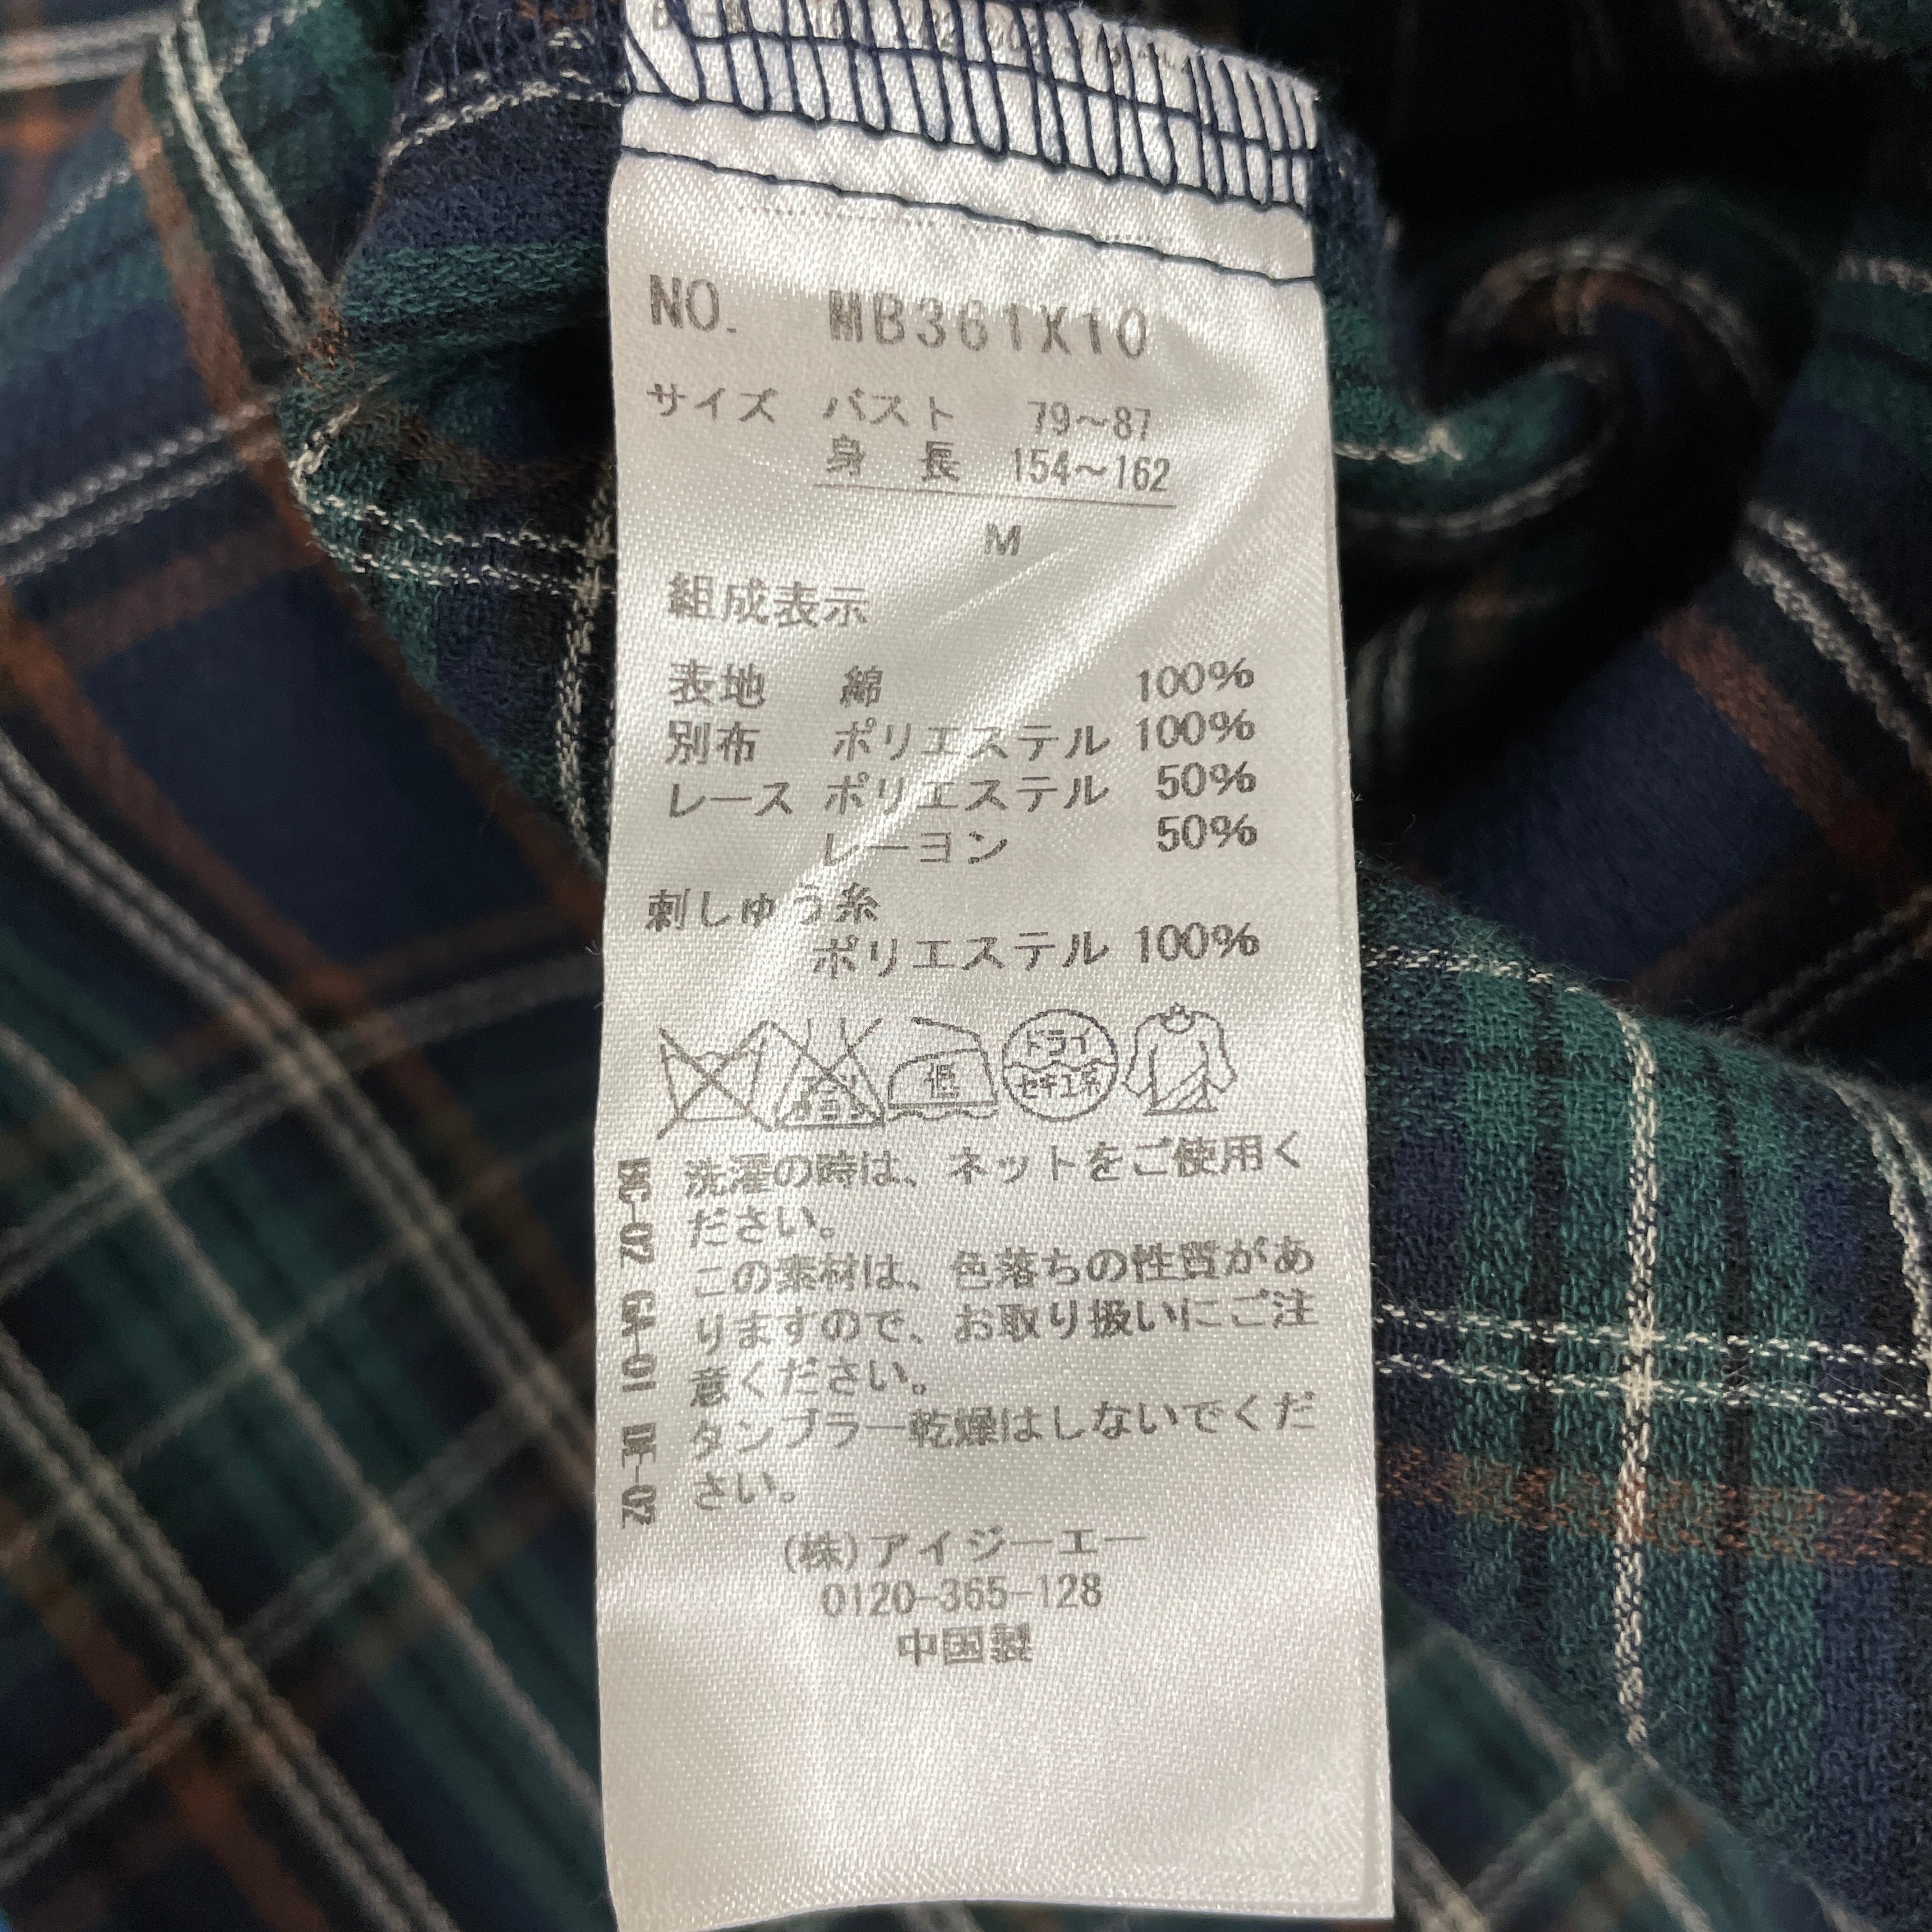 NO. MB361X10
サイズ バスト 79～87
身 長 154～162
M
組成表示
表地 綿 100%
別布 ポリエステル 100%
レース ポリエステル 50%
レーヨン 50%
刺しゅう糸
ポリエステル 100%
低
ドライ
セキユ系
洗濯の時は、ネットをご使用く
ださい。
この素材は、色落ちの性質があ
りますので、お取り扱いにご注
意ください。
タンブラー乾燥はしないでくだ
さい。
(株)アイジーエー
0120-365-128
中国製